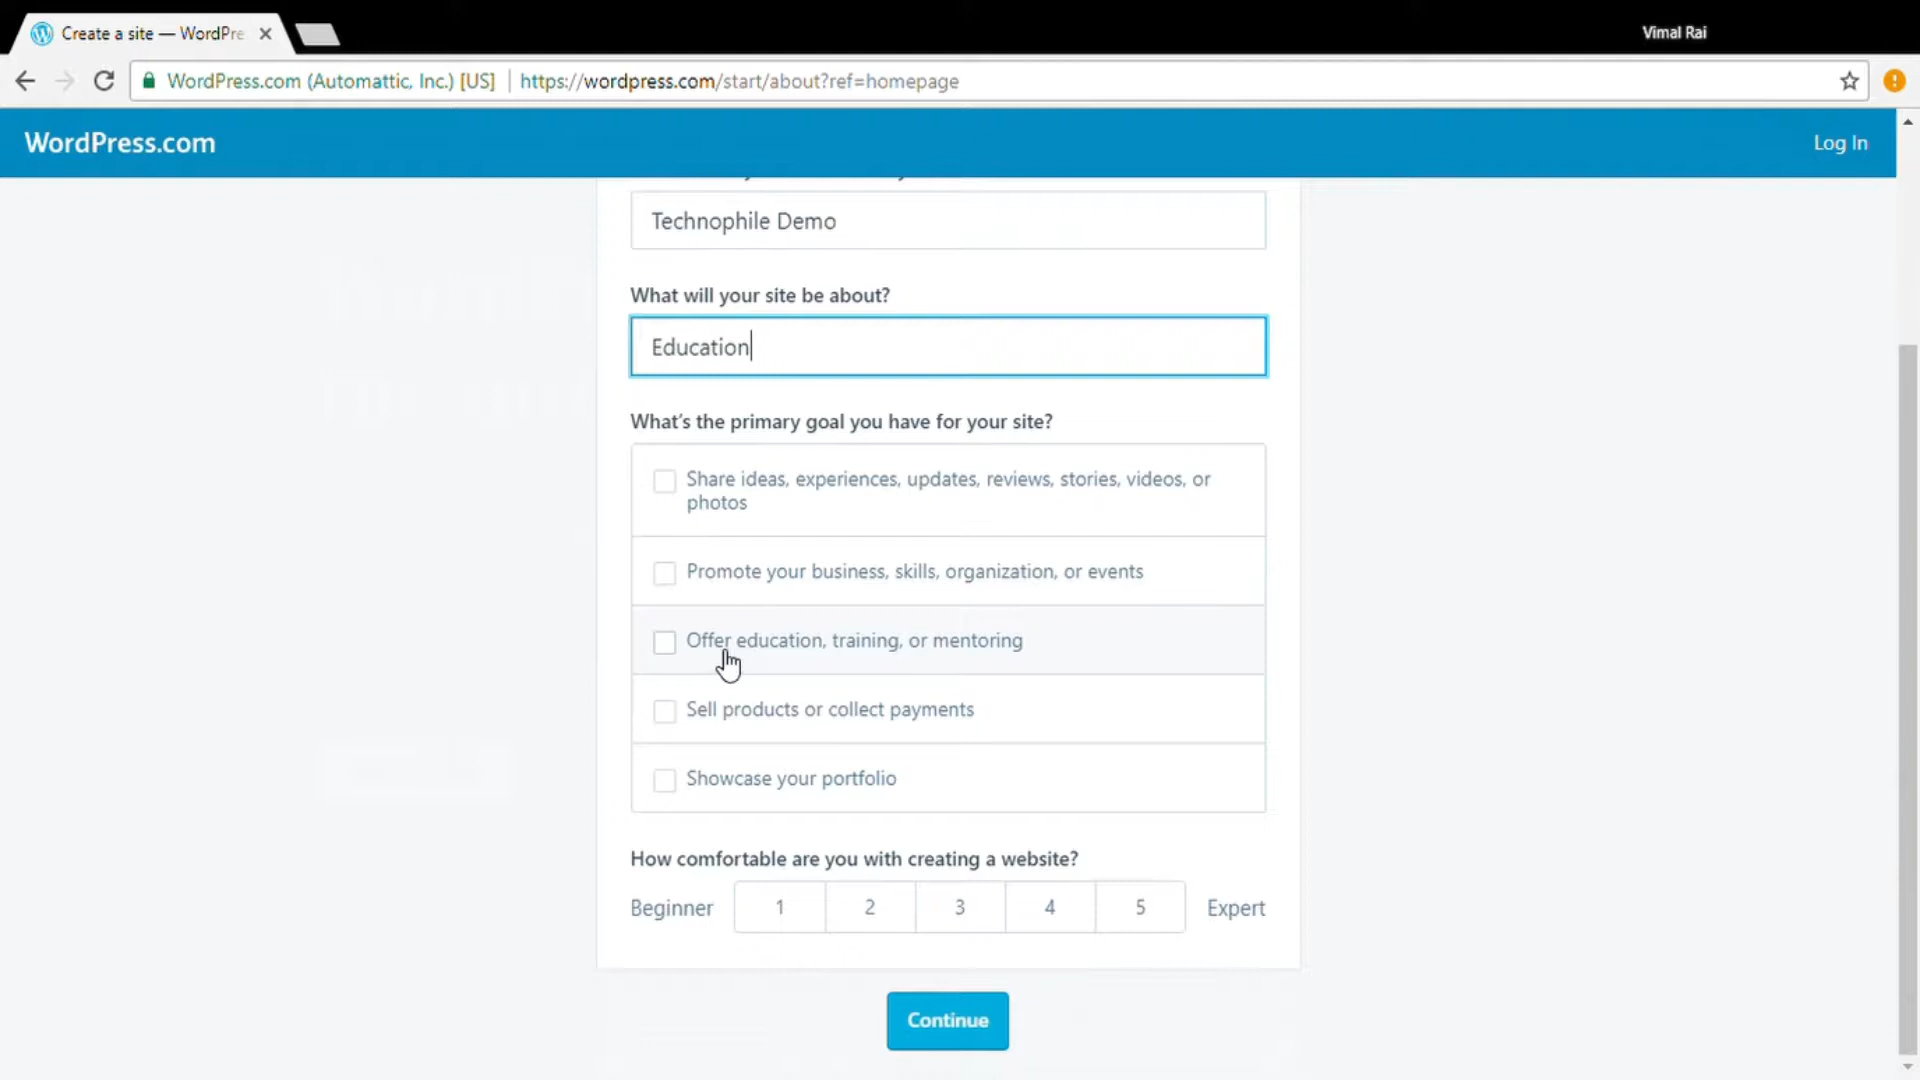 Create a site — WordPre
Vimal Rai
WordPress.com (Automattic, Inc.) [US]
https://wordpress.com/start/about?ref=homepage
WordPress.com
Log In
Technophile Demo
What will your site be about?
Education
What's the primary goal you have for your site?
Share ideas, experiences, updates, reviews, stories, videos, or
photos
Promote your business, skills, organization, or events
Offer education, training, or mentoring
Sell products or collect payments
Showcase your portfolio
How comfortable are you with creating a website?
Beginner 1 2 3 4 5 Expert
Continue